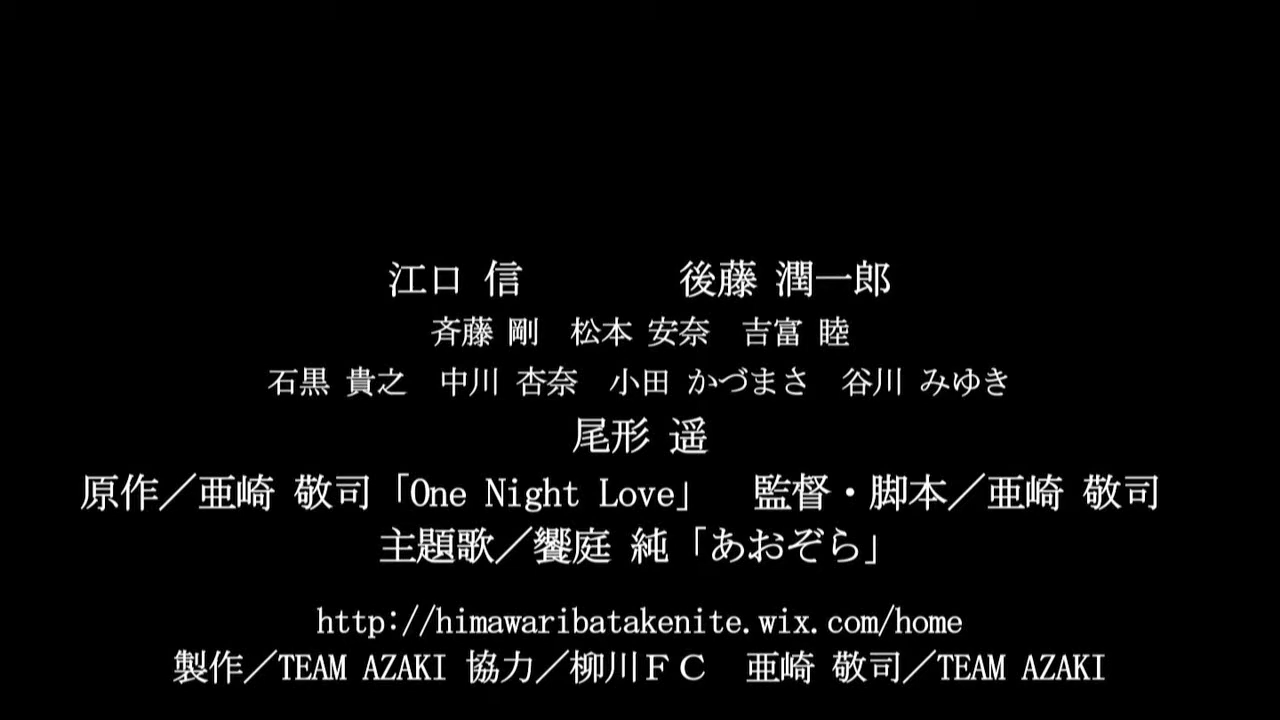 江口 信　後藤 潤一郎
斉藤 剛　松本 安奈　吉富 睦
石黒 貴之　中川 杏奈　小田 かづまさ　谷川 みゆき
尾形 遥
原作／亜崎 敬司「One Night Love」　監督・脚本／亜崎 敬司
主題歌／饗庭 純「あおぞら」
http://himawaribatakenite.wix.com/home
製作／TEAM AZAKI 協力／柳川ＦＣ　亜崎 敬司／TEAM AZAKI